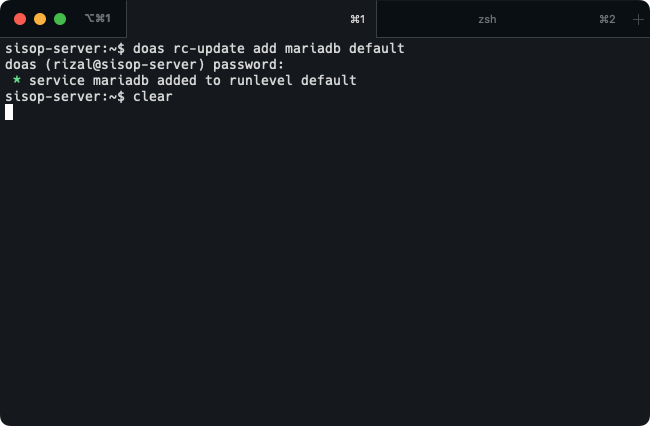 ⌥⌘1 ⌘1 zsh ⌘2 +
sisop-server:~$ doas rc-update add mariadb default
doas (rizal@sisop-server) password:
 * service mariadb added to runlevel default
sisop-server:~$ clear